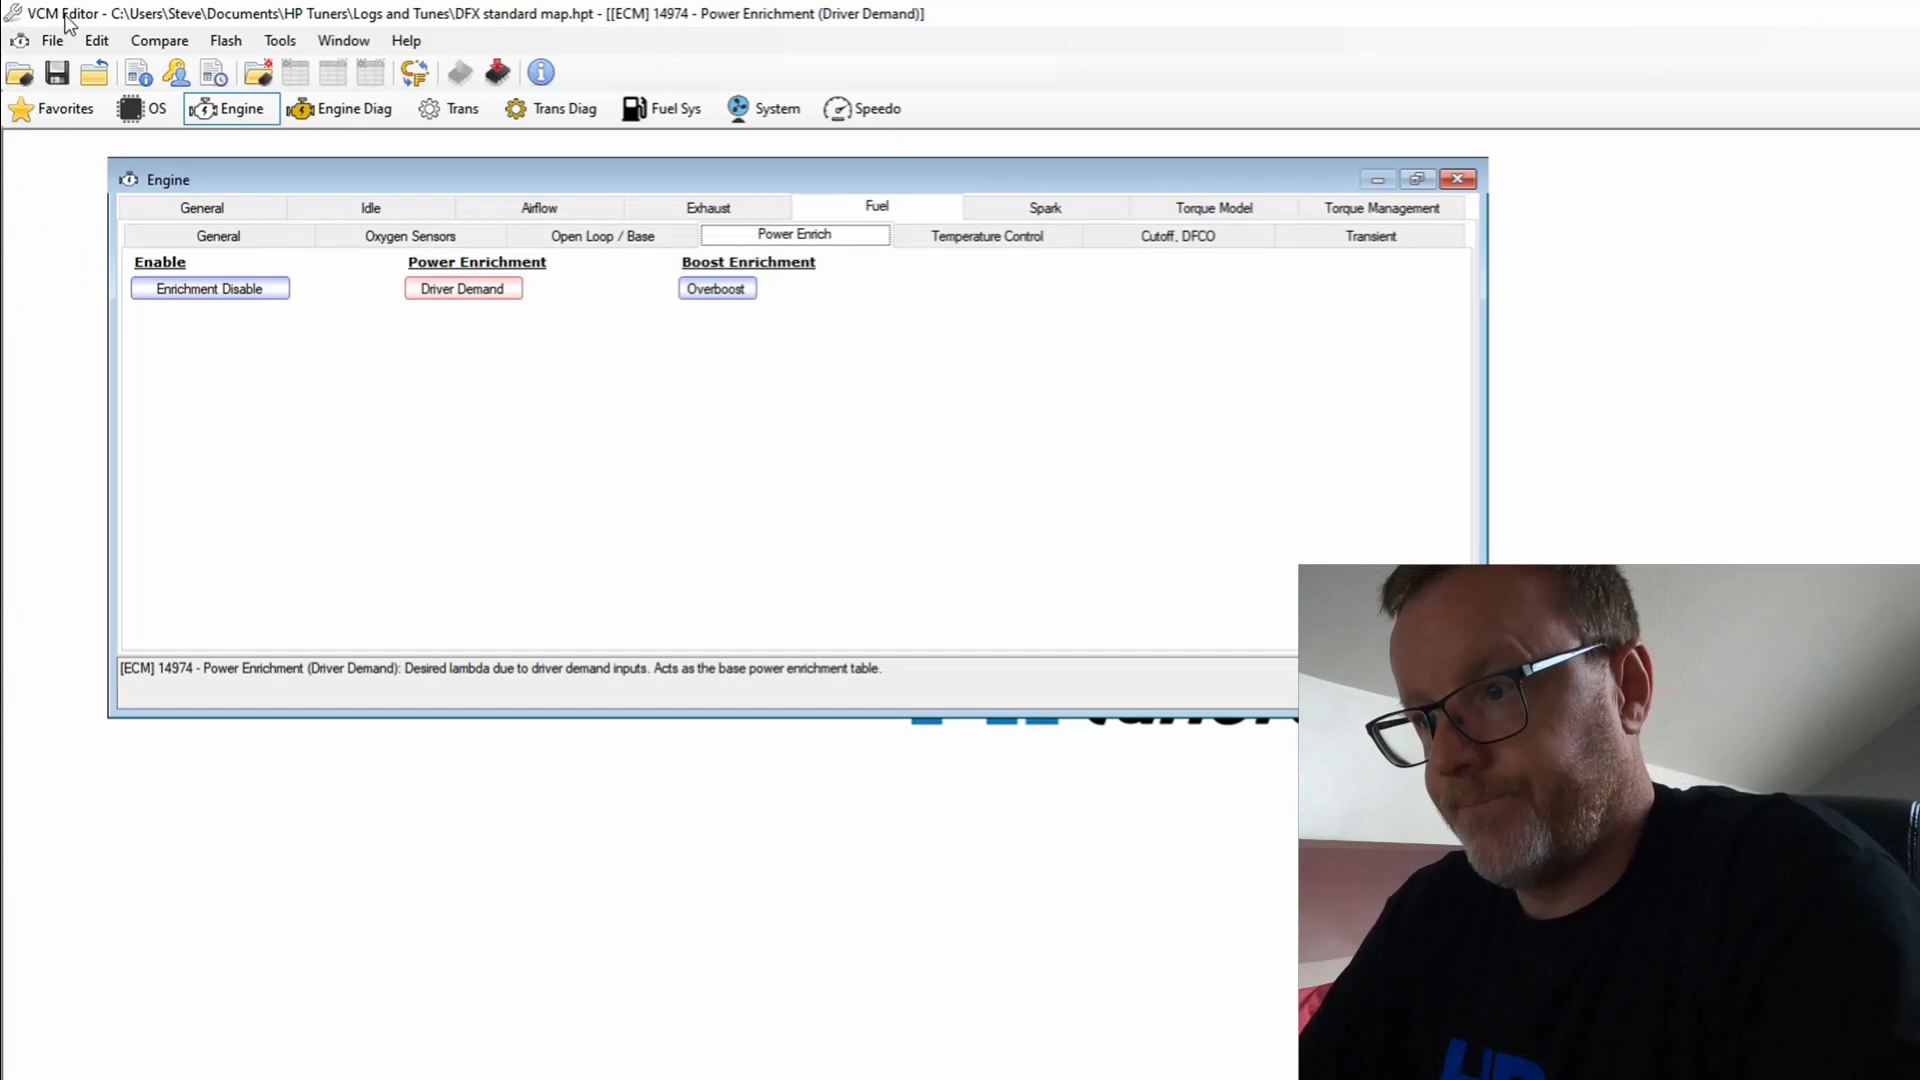 VCM Editor - C:\Users\Steve\Documents\HP Tuners\Logs and Tunes\DFX standard map.hpt - [[ECM] 14974 - Power Enrichment (Driver Demand)]
File Edit Compare Flash Tools Window Help
Favorites OS Engine Engine Diag Trans Trans Diag Fuel Sys System Speedo
Engine
General Idle Airflow Exhaust Fuel Spark Torque Model Torque Management
General Oxygen Sensors Open Loop / Base Power Enrich Temperature Control Cutoff, DFCO Transient
Enable Power Enrichment Boost Enrichment
Enrichment Disable Driver Demand Overboost
[ECM] 14974 - Power Enrichment (Driver Demand): Desired lambda due to driver demand inputs. Acts as the base power enrichment table.